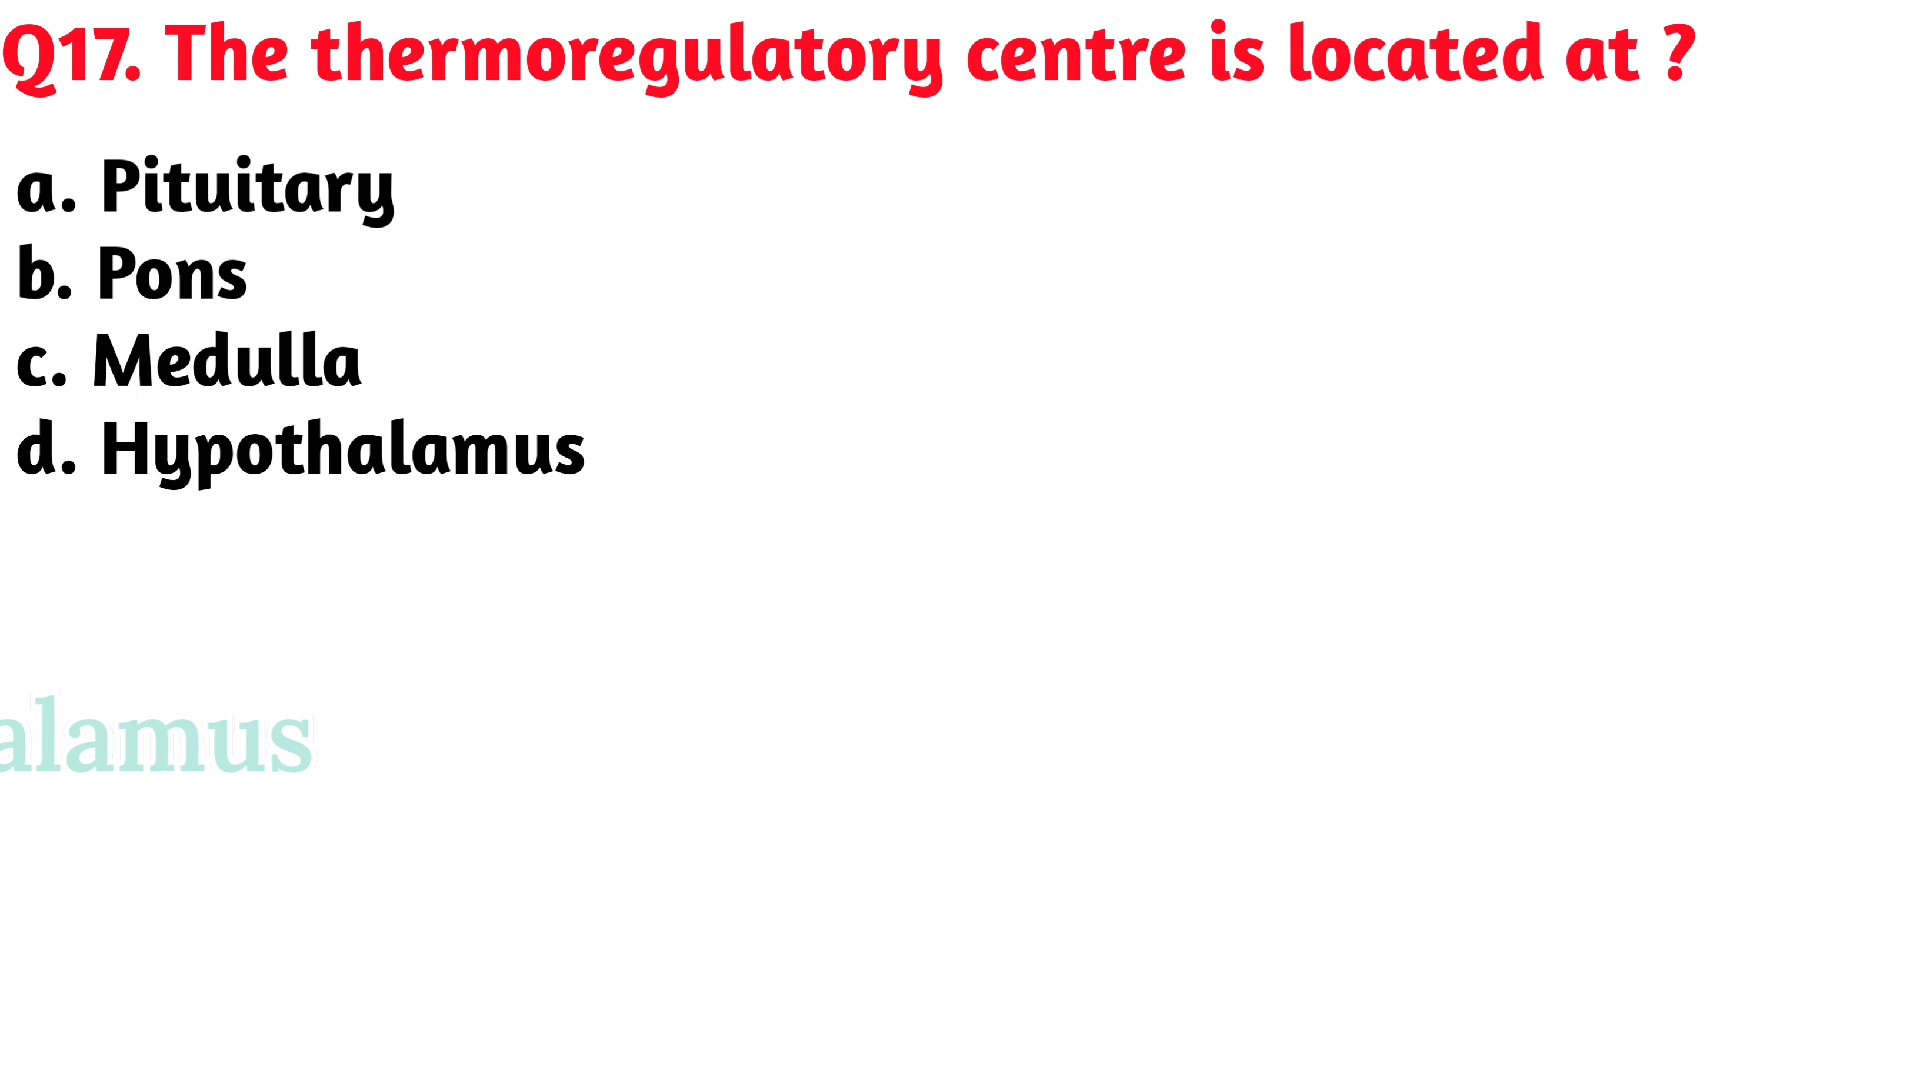 Q17. The thermoregulatory centre is located at ?
a. Pituitary
b. Pons
c. Medulla
d. Hypothalamus
alamus